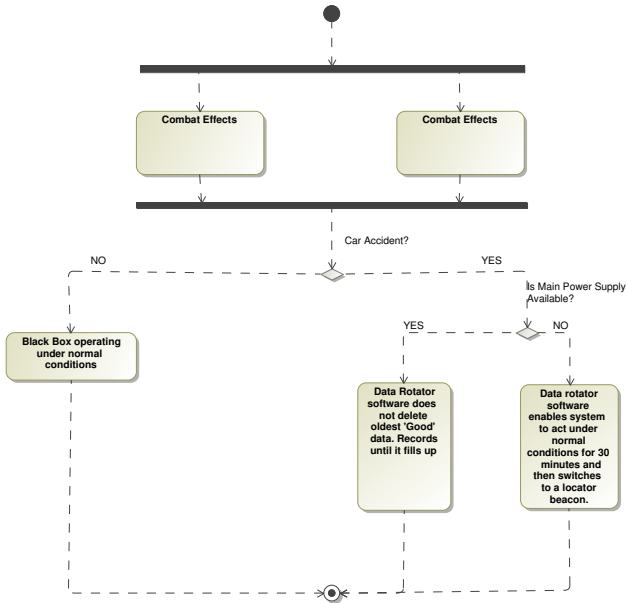 Combat Effects
Combat Effects
Car Accident?
NO
YES
Is Main Power Supply
Available?
YES
NO
Black Box operating
under normal
conditions
Data Rotator
software does
not delete
oldest 'Good'
data. Records
until it fills up
Data rotator
software
enables system
to act under
normal
conditions for 30
minutes and
then switches
to a locator
beacon.